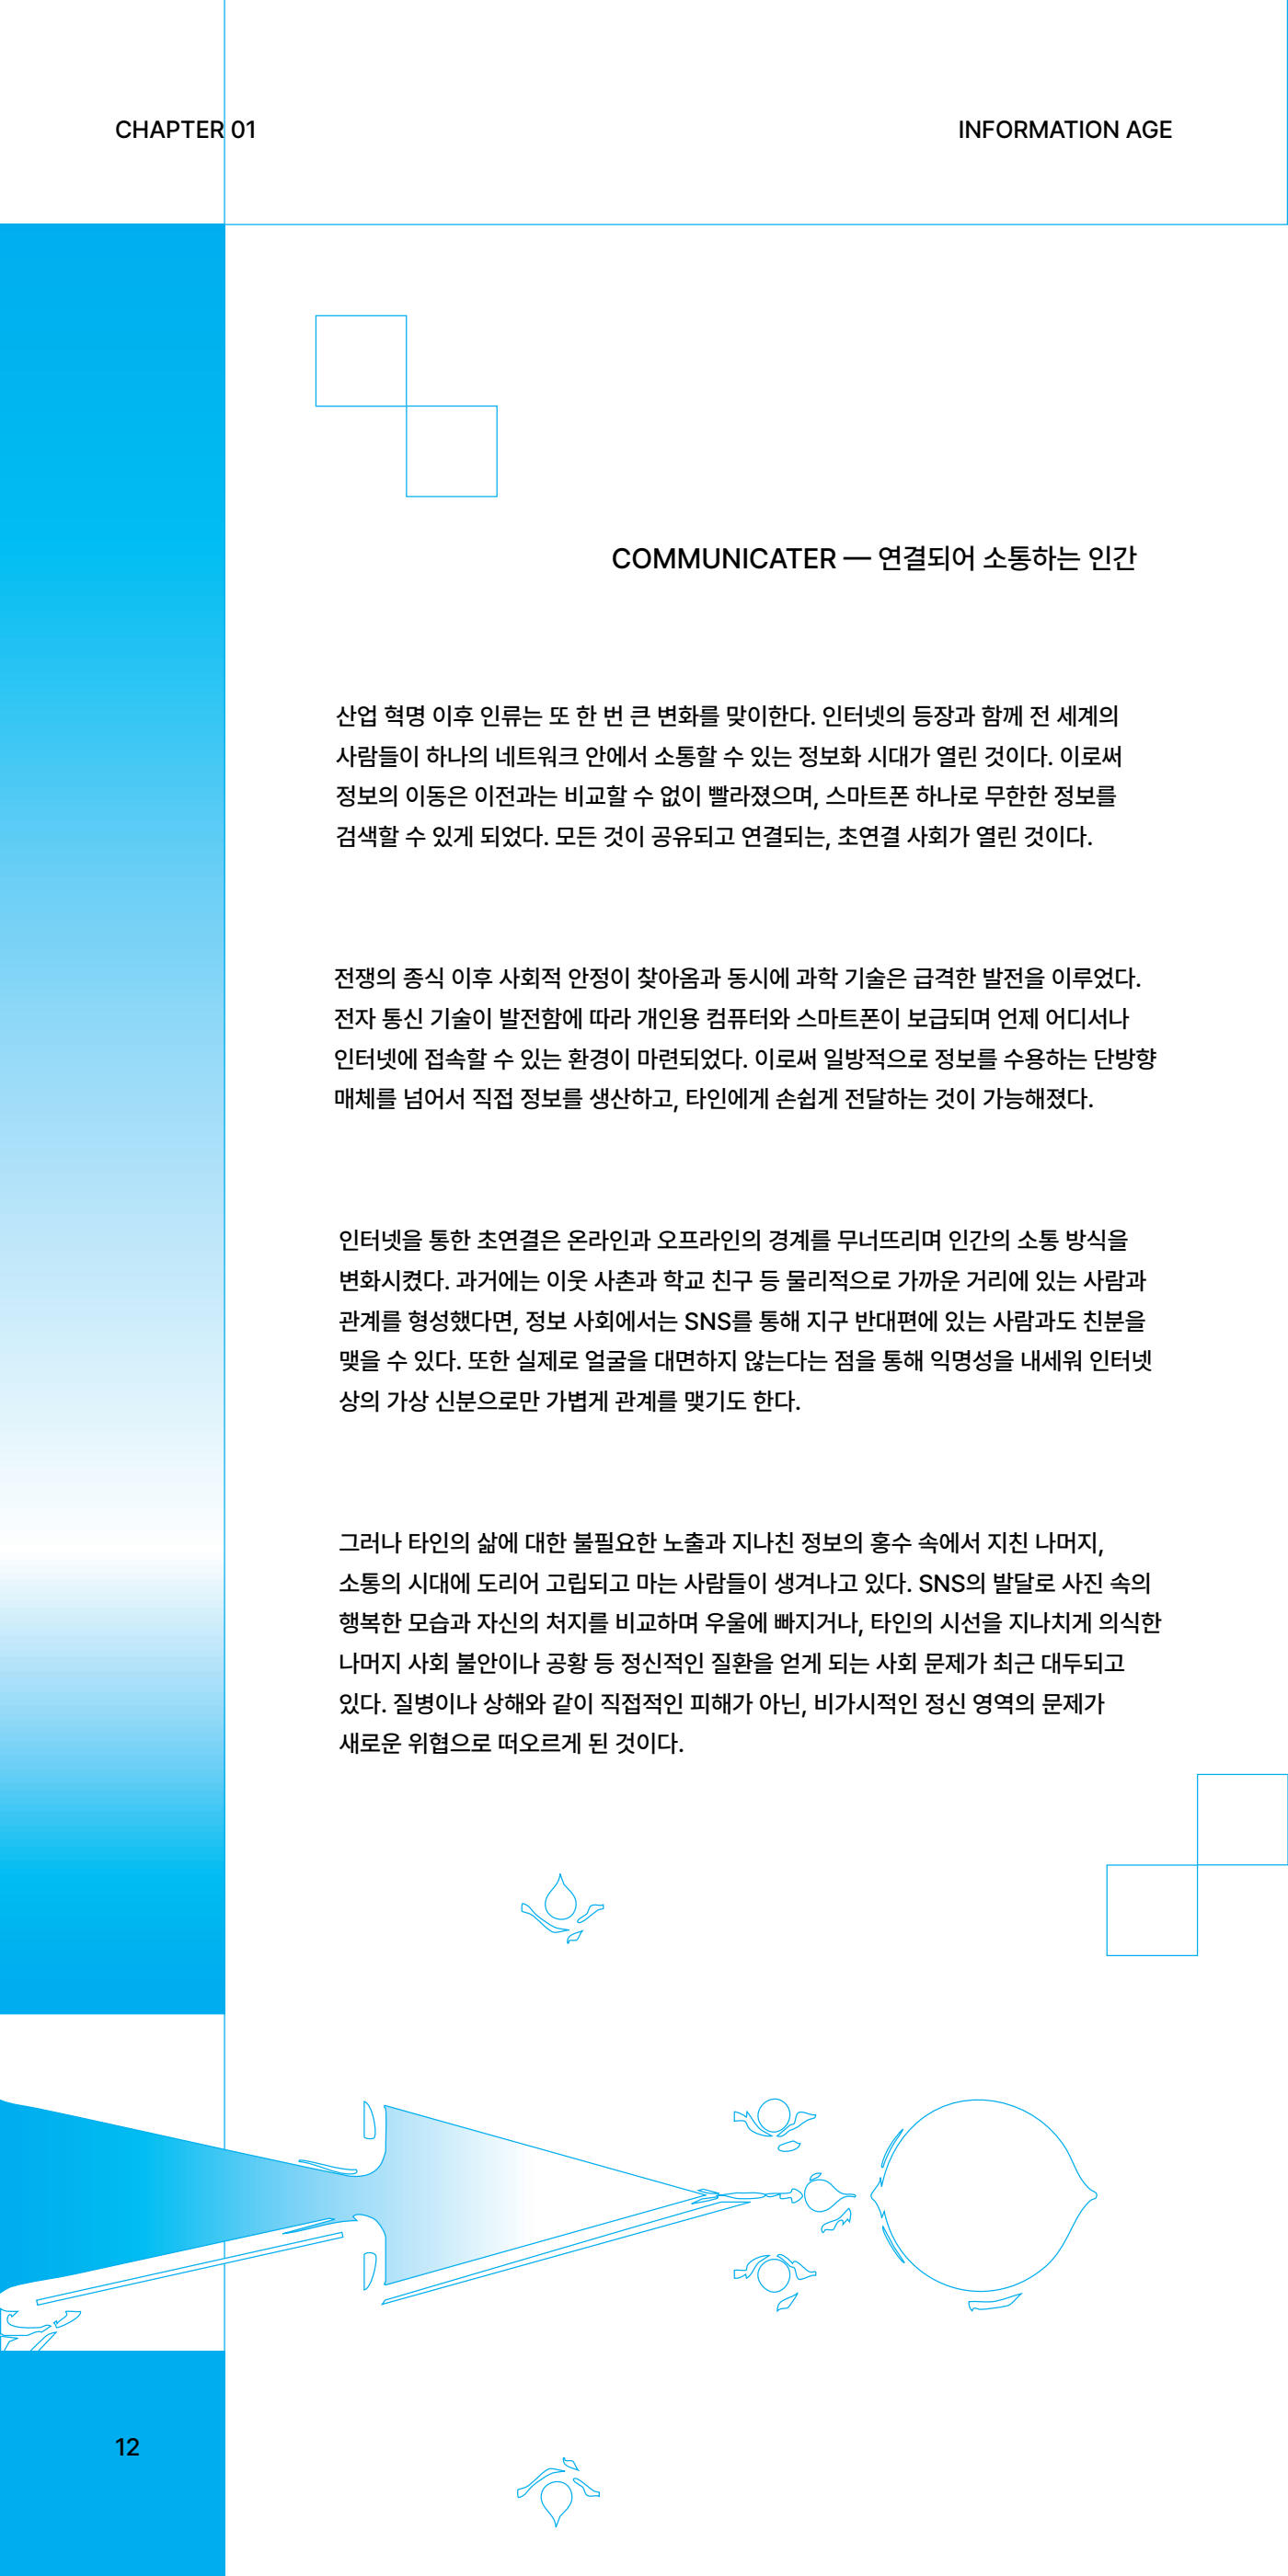 CHAPTER 01
INFORMATION AGE
COMMUNICATER — 연결되어 소통하는 인간
산업 혁명 이후 인류는 또 한 번 큰 변화를 맞이한다. 인터넷의 등장과 함께 전 세계의
사람들이 하나의 네트워크 안에서 소통할 수 있는 정보화 시대가 열린 것이다. 이로써
정보의 이동은 이전과는 비교할 수 없이 빨라졌으며, 스마트폰 하나로 무한한 정보를
검색할 수 있게 되었다. 모든 것이 공유되고 연결되는, 초연결 사회가 열린 것이다.
전쟁의 종식 이후 사회적 안정이 찾아옴과 동시에 과학 기술은 급격한 발전을 이루었다.
전자 통신 기술이 발전함에 따라 개인용 컴퓨터와 스마트폰이 보급되며 언제 어디서나
인터넷에 접속할 수 있는 환경이 마련되었다. 이로써 일방적으로 정보를 수용하는 단방향
매체를 넘어서 직접 정보를 생산하고, 타인에게 손쉽게 전달하는 것이 가능해졌다.
인터넷을 통한 초연결은 온라인과 오프라인의 경계를 무너뜨리며 인간의 소통 방식을
변화시켰다. 과거에는 이웃 사촌과 학교 친구 등 물리적으로 가까운 거리에 있는 사람과
관계를 형성했다면, 정보 사회에서는 SNS를 통해 지구 반대편에 있는 사람과도 친분을
맺을 수 있다. 또한 실제로 얼굴을 대면하지 않는다는 점을 통해 익명성을 내세워 인터넷
상의 가상 신분으로만 가볍게 관계를 맺기도 한다.
그러나 타인의 삶에 대한 불필요한 노출과 지나친 정보의 홍수 속에서 지친 나머지,
소통의 시대에 도리어 고립되고 마는 사람들이 생겨나고 있다. SNS의 발달로 사진 속의
행복한 모습과 자신의 처지를 비교하며 우울에 빠지거나, 타인의 시선을 지나치게 의식한
나머지 사회 불안이나 공황 등 정신적인 질환을 얻게 되는 사회 문제가 최근 대두되고
있다. 질병이나 상해와 같이 직접적인 피해가 아닌, 비가시적인 정신 영역의 문제가
새로운 위협으로 떠오르게 된 것이다.
12